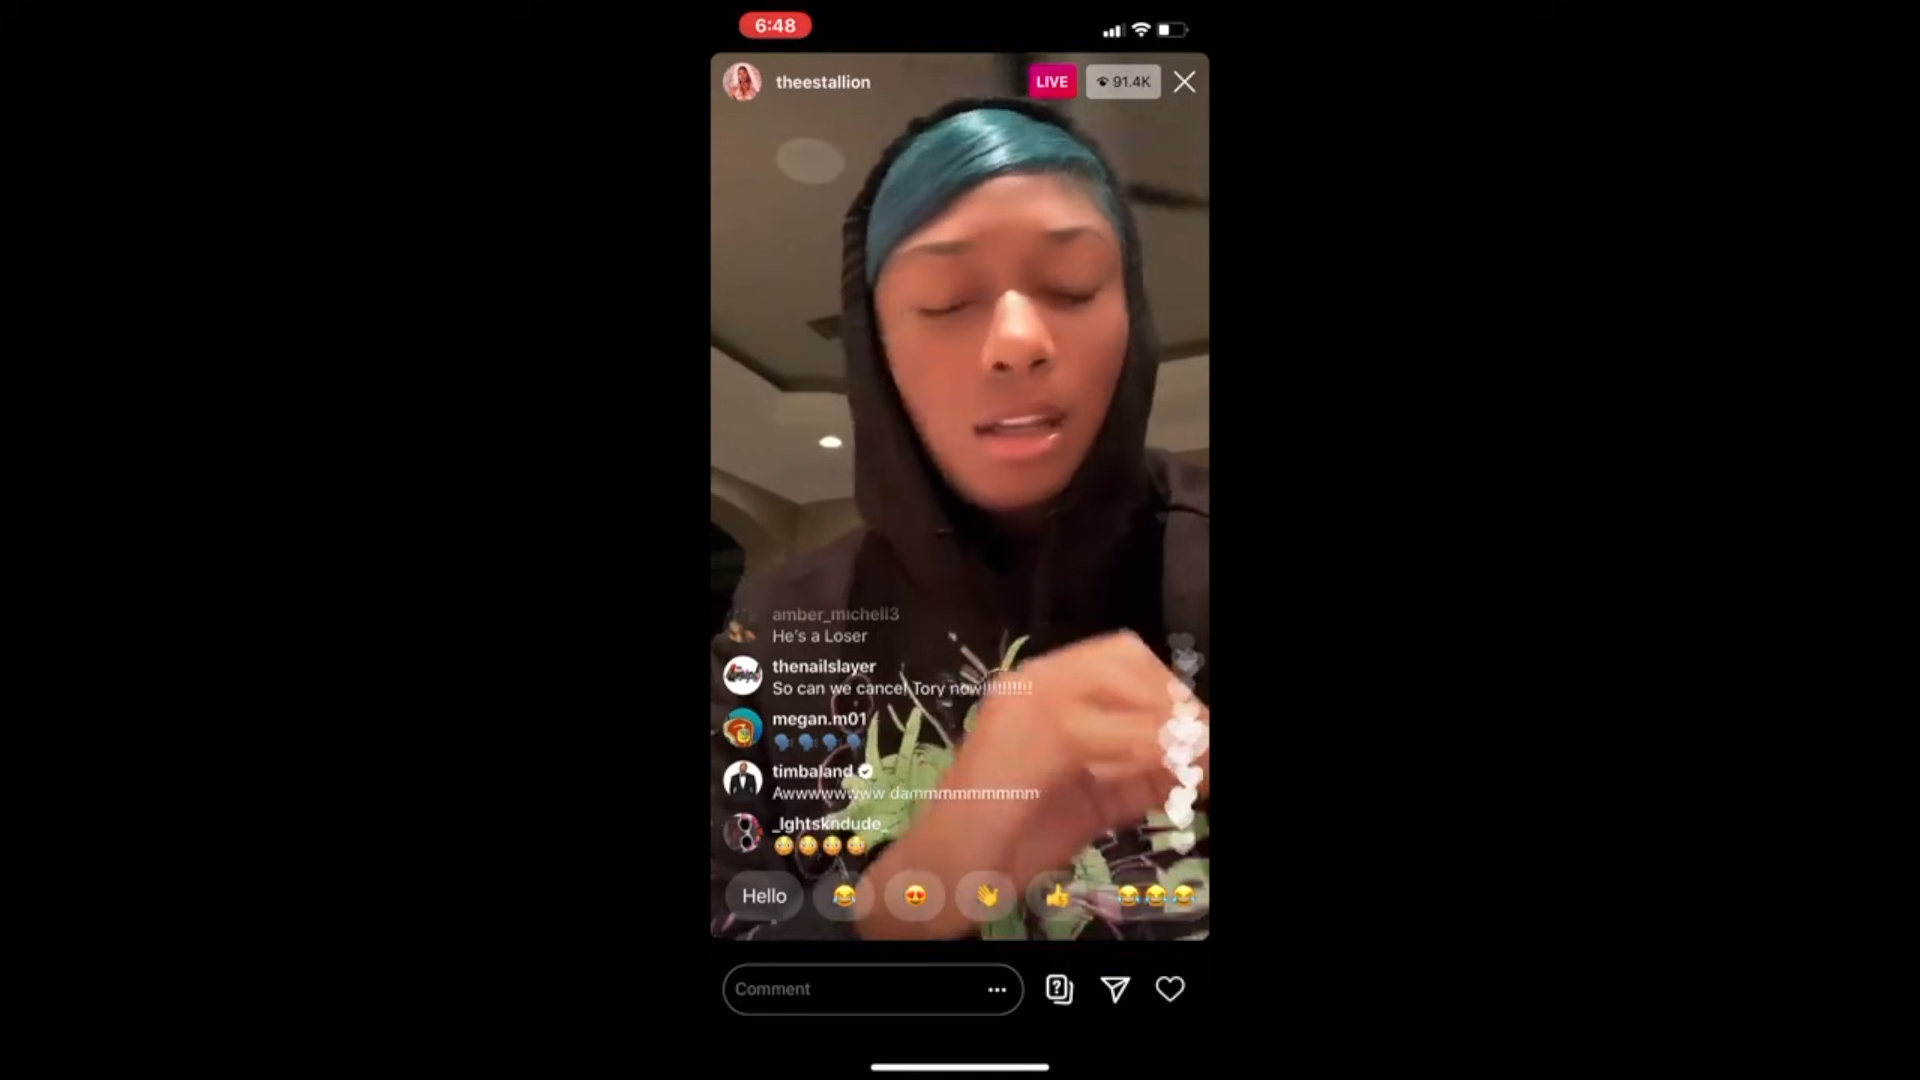 6:48
theestallion
LIVE
91.4K
amber_michell3
He's a Loser
thenailslayer
So can we cancel Tory now!!!!!!!!!!
megan.m01
timbaland
Awwwwwwww dammmmmmmmm
_lghtskndude_
Hello
Comment